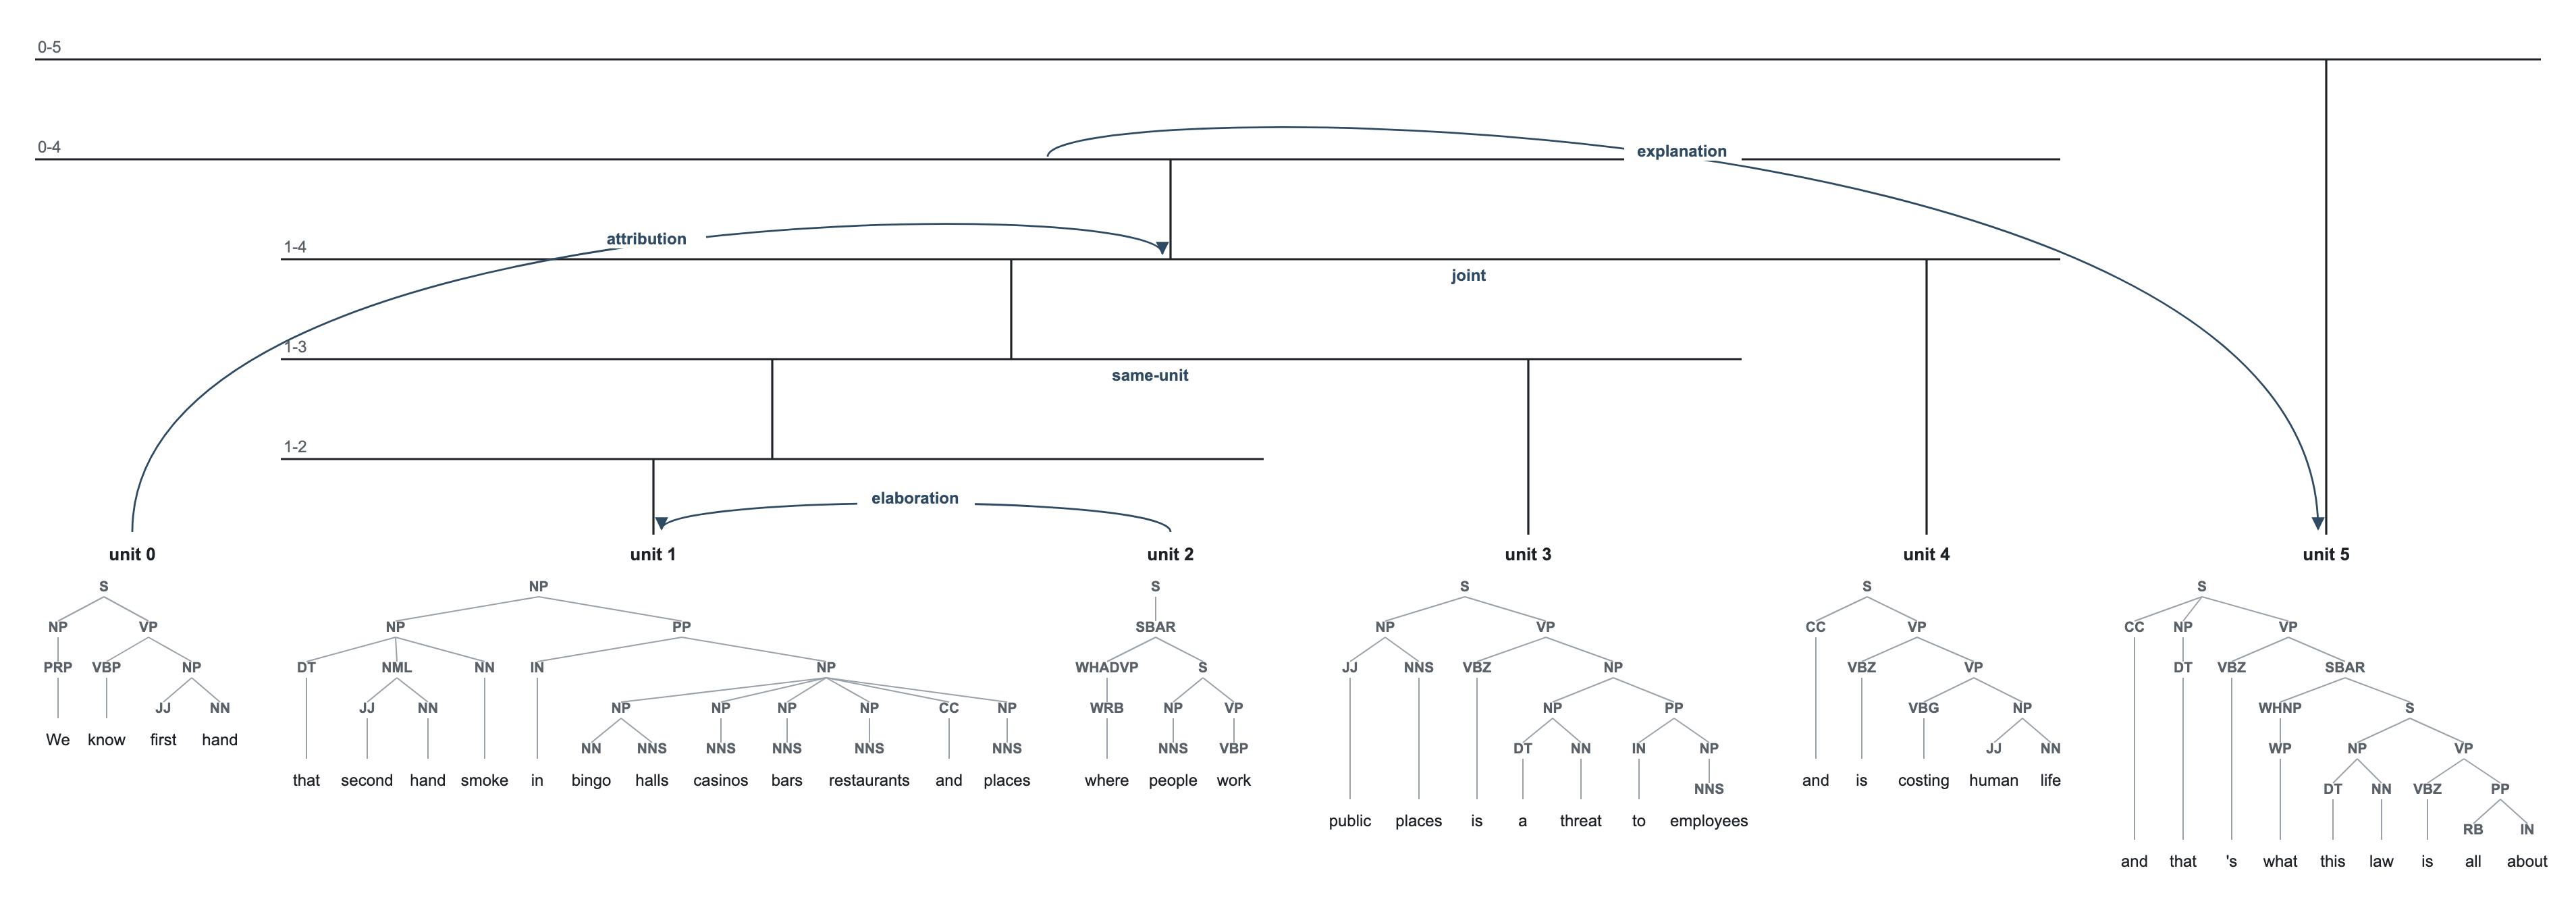 0-5
0-4
explanation
attribution
1-4
joint
1-3
same-unit
1-2
elaboration
unit 0 unit 1 unit 2 unit 3 unit 4 unit 5
S NP S S S S
NP VP NP PP SBAR NP VP CC VP CC NP VP
PRP VBP NP DT NML NN IN NP WHADVP S JJ NNS VBZ NP VBZ VP DT VBZ SBAR
JJ NN JJ NN NP NP NP NP CC NP WRB NP VP NP PP VBG NP WHNP S
We know first hand NN NNS NNS NNS NNS NNS NNS VBP DT NN IN NP JJ NN WP NP VP
that second hand smoke in bingo halls casinos bars restaurants and places where people work NNS and is costing human life DT NN VBZ PP
public places is a threat to employees RB IN
and that 's what this law is all about